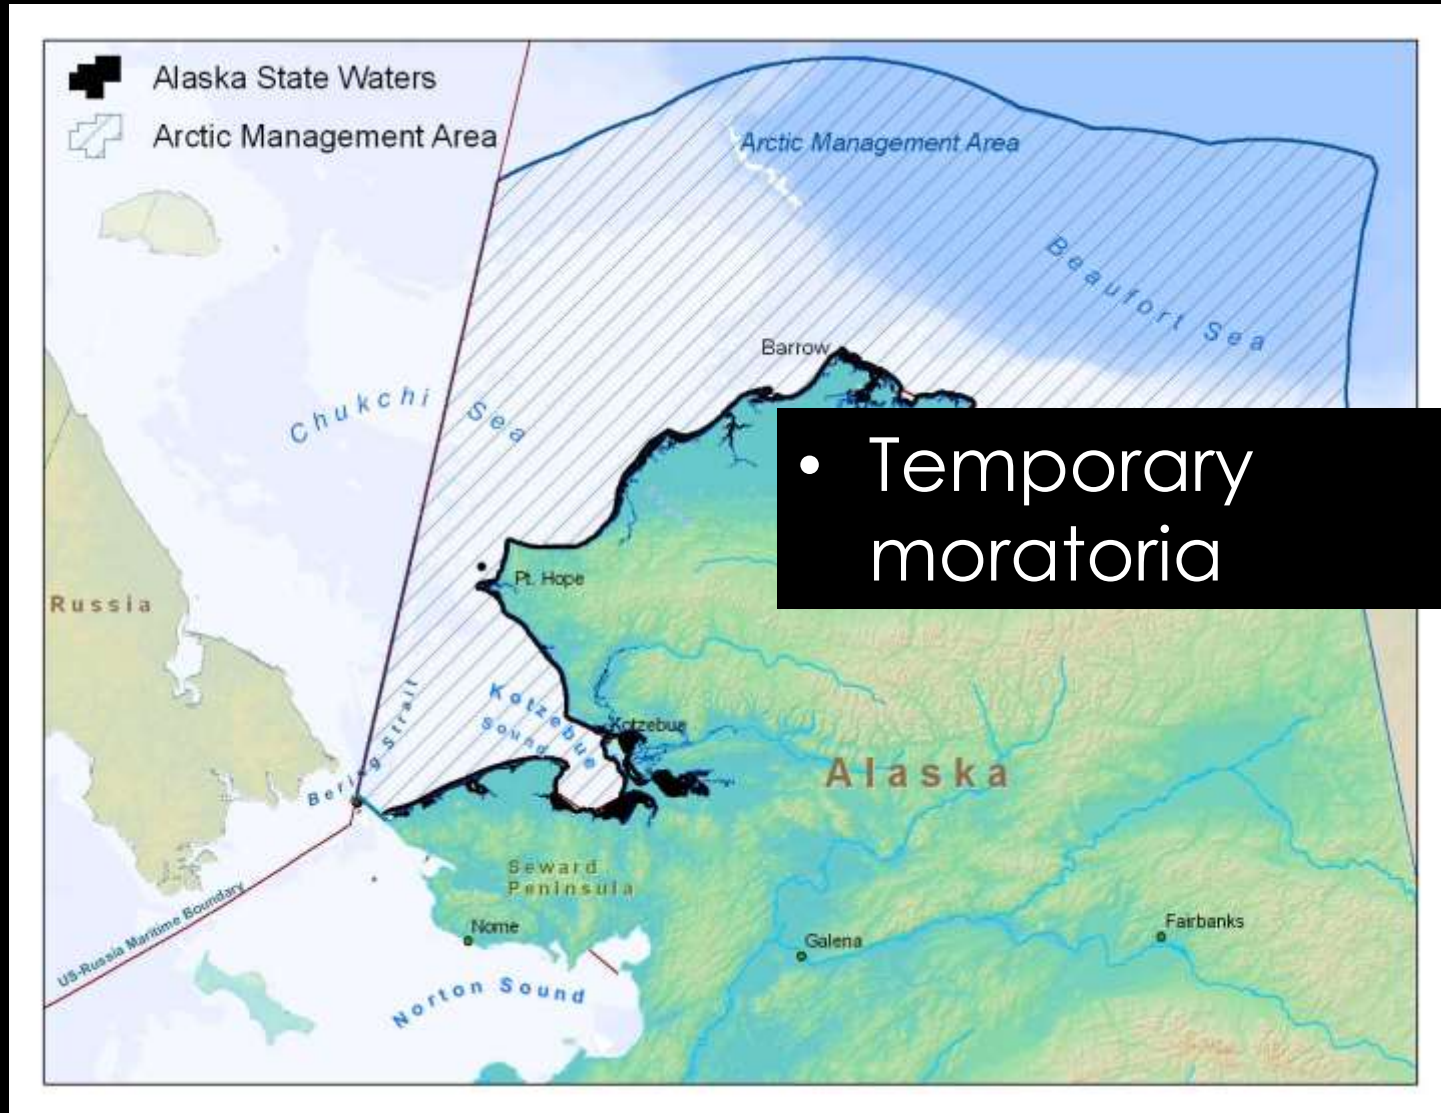 Alaska State Waters
Arctic Management Area
Arctic Management Area
Beaufort Sea
Barrow
Chukchi Sea
• Temporary
moratoria
Pt. Hope
Russia
Kotzebue
Sound
Kotzebue
Bering Strait
Alaska
Seward
Peninsula
US-Russia Maritime Boundary
Nome
Fairbanks
Galena
Norton Sound